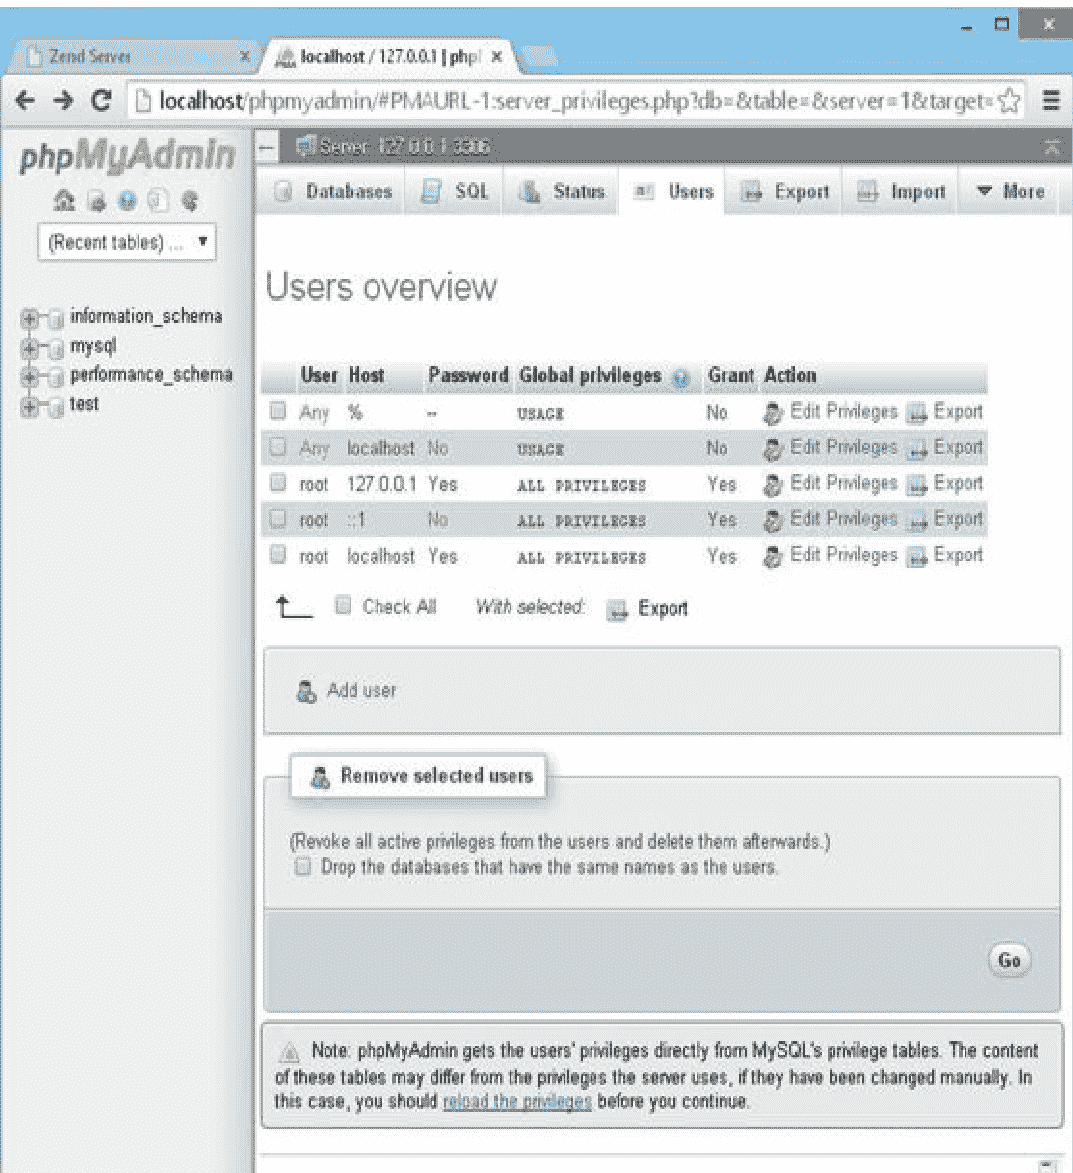 Zend Server
localhost / 127.0.0.1 | phpl
localhost/phpmyadmin/#PMAURL-1:server_privileges.php?db=&table=&server=1&target=
phpMyAdmin
Server: 127.0.0.1:3306
Databases SQL Status Users Export Import More
(Recent tables) ...
Users overview
information_schema
mysql
performance_schema
test
User Host Password Global privileges Grant Action
Any % -- USAGE No Edit Privileges Export
Any localhost No USAGE No Edit Privileges Export
root 127.0.0.1 Yes ALL PRIVILEGES Yes Edit Privileges Export
root ::1 No ALL PRIVILEGES Yes Edit Privileges Export
root localhost Yes ALL PRIVILEGES Yes Edit Privileges Export
Check All With selected: Export
Add user
Remove selected users
(Revoke all active privileges from the users and delete them afterwards.)
Drop the databases that have the same names as the users.
Go
Note: phpMyAdmin gets the users' privileges directly from MySQL's privilege tables. The content
of these tables may differ from the privileges the server uses, if they have been changed manually. In
this case, you should reload the privileges before you continue.